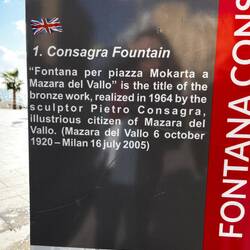 1. Consagra Fountain
"Fontana per piazza Mokarta a
Mazara del Vallo" is the title of the
bronze work, realized in 1964 by the
sculptor Pietro Consagra,
illustrious citizen of Mazara del
Vallo. (Mazara del Vallo 6 october
1920 – Milan 16 july 2005)
FONTANA CONS